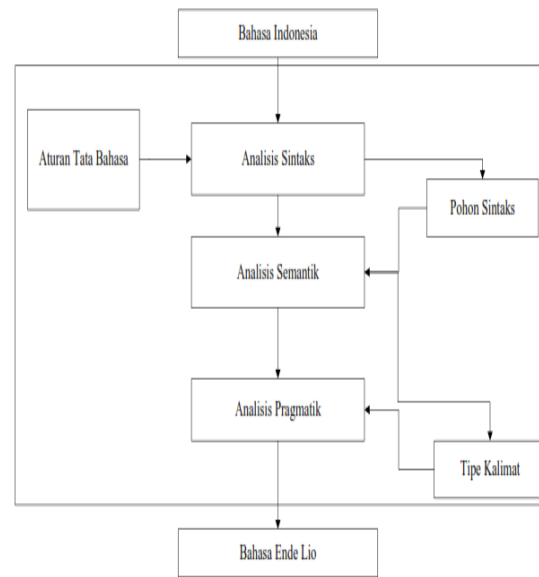 Bahasa Indonesia
Aturan Tata Bahasa
Analisis Sintaks
Pohon Sintaks
Analisis Semantik
Analisis Pragmatik
Tipe Kalimat
Bahasa Ende Lio